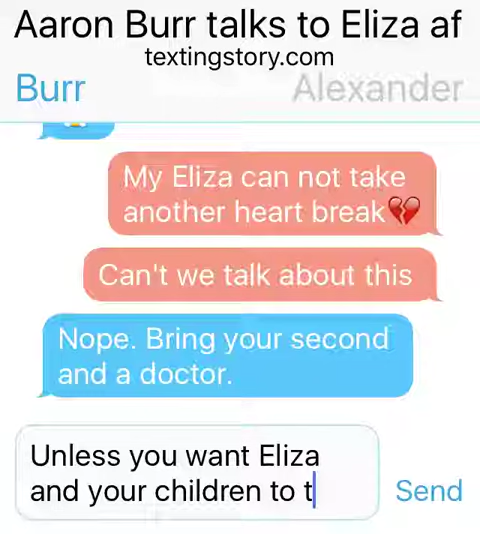 Aaron Burr talks to Eliza af
textingstory.com
Burr
Alexander
My Eliza can not take
another heart break💔
Can't we talk about this
Nope. Bring your second
and a doctor.
Unless you want Eliza
and your children to t
Send